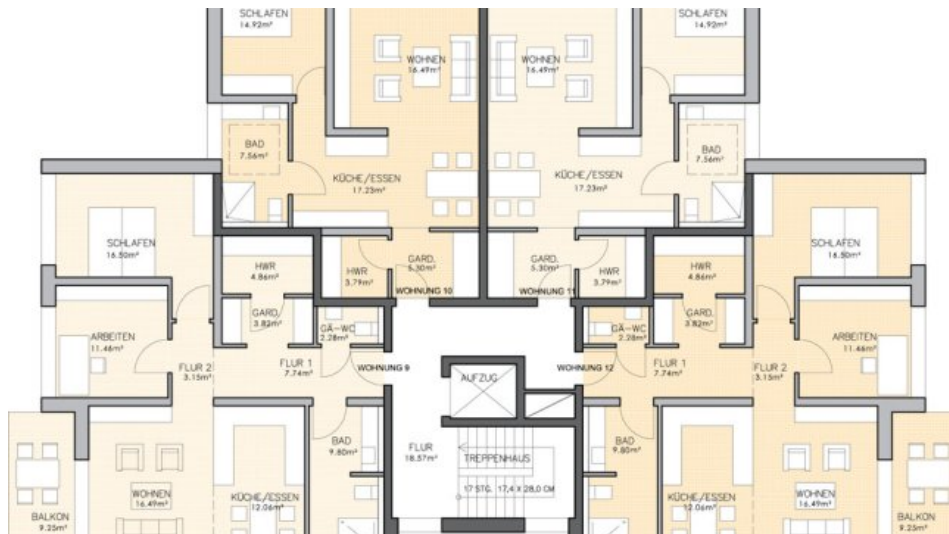 SCHLAFEN
14.92m²
WOHNEN
16.49m²
WOHNEN
16.49m²
SCHLAFEN
14.92m²
BAD
7.56m²
KÜCHE/ESSEN
17.23m²
KÜCHE/ESSEN
17.23m²
BAD
7.56m²
SCHLAFEN
16.50m²
HWR
4.86m²
HWR
3.79m²
GARD.
5.30m²
GARD.
5.30m²
HWR
3.79m²
HWR
4.86m²
SCHLAFEN
16.50m²
WOHNUNG 10
WOHNUNG 11
GARD.
3.82m²
GARD.
3.82m²
ARBEITEN
11.46m²
GÄ-WC
2.28m²
GÄ-WC
2.28m²
ARBEITEN
11.46m²
FLUR 2
3.15m²
FLUR 1
7.74m²
WOHNUNG 9
AUFZUG
WOHNUNG 12
FLUR 1
7.74m²
FLUR 2
3.15m²
BAD
9.80m²
FLUR
18.57m²
TREPPENHAUS
17 STG. 17,4 X 28,0 CM
BAD
9.80m²
WOHNEN
16.49m²
KÜCHE/ESSEN
12.06m²
KÜCHE/ESSEN
12.06m²
WOHNEN
16.49m²
BALKON
9.25m²
BALKON
9.25m²